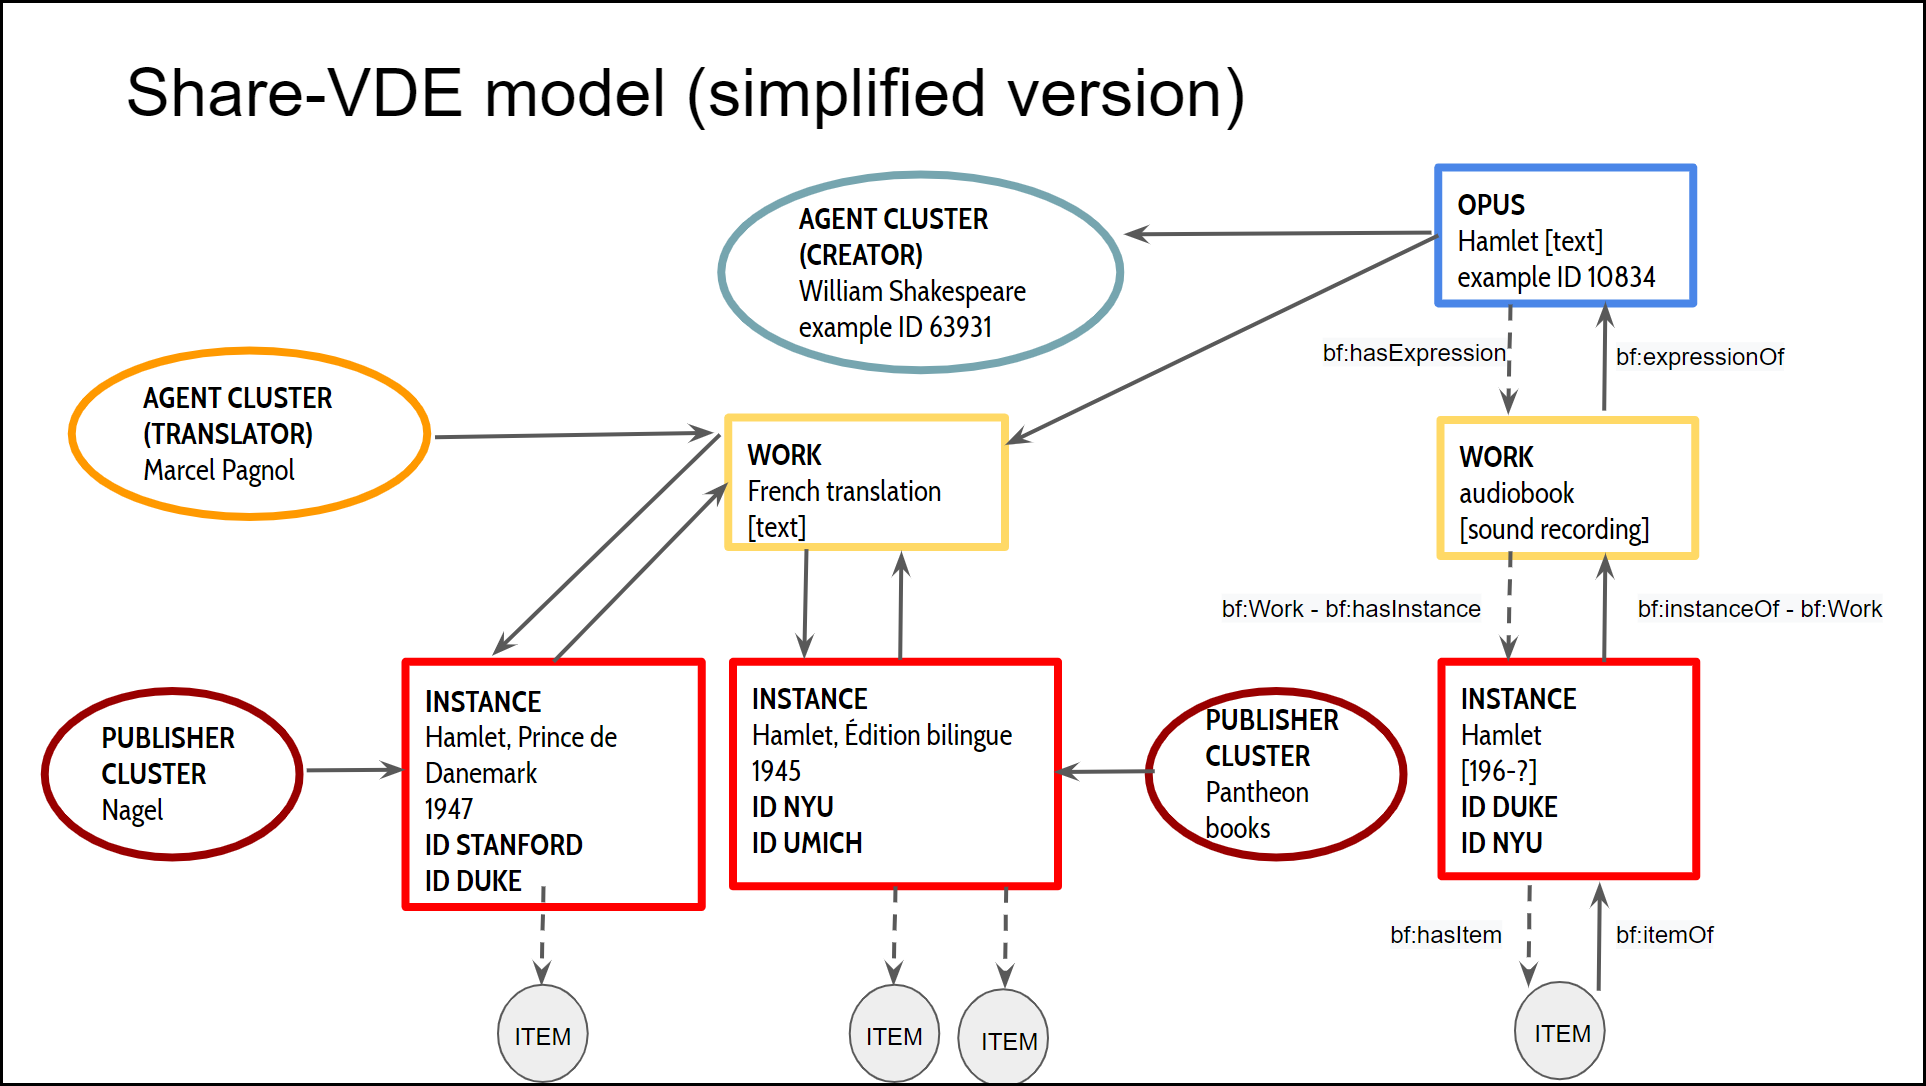 Share-VDE model (simplified version)
OPUS
Hamlet [text]
example ID 10834
AGENT CLUSTER
(CREATOR)
William Shakespeare
example ID 63931
bf:hasExpression
bf:expressionOf
AGENT CLUSTER
(TRANSLATOR)
Marcel Pagnol
WORK
French translation
[text]
WORK
audiobook
[sound recording]
bf:Work - bf:hasInstance
bf:instanceOf - bf:Work
PUBLISHER
CLUSTER
Nagel
INSTANCE
Hamlet, Prince de
Danemark
1947
ID STANFORD
ID DUKE
INSTANCE
Hamlet, Édition bilingue
1945
ID NYU
ID UMICH
PUBLISHER
CLUSTER
Pantheon
books
INSTANCE
Hamlet
[196-?]
ID DUKE
ID NYU
bf:hasItem
bf:itemOf
ITEM
ITEM
ITEM
ITEM